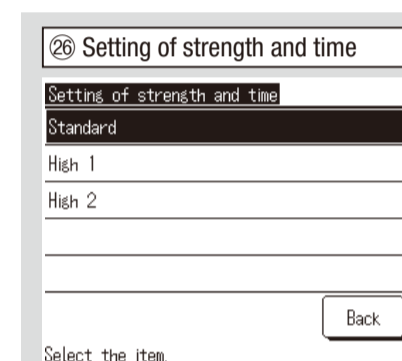 ㉖ Setting of strength and time
Setting of strength and time
Standard
High 1
High 2
Back
Select the item.